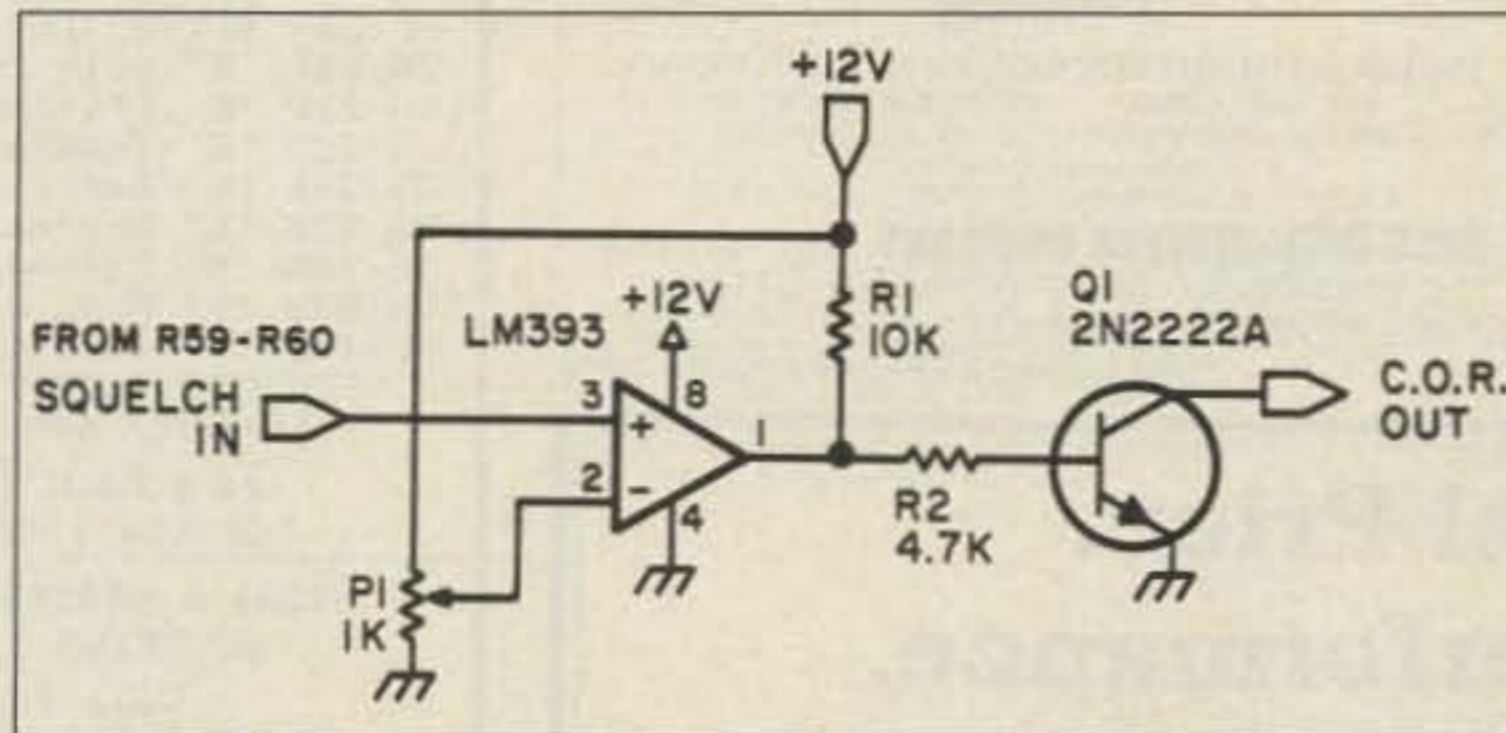 +12V
+12V
LM393
R1
10K
Q1
2N2222A
FROM R59-R60
SQUELCH
IN
C.O.R.
OUT
3
8
+
1
2
-
4
R2
4.7K
P1
1K